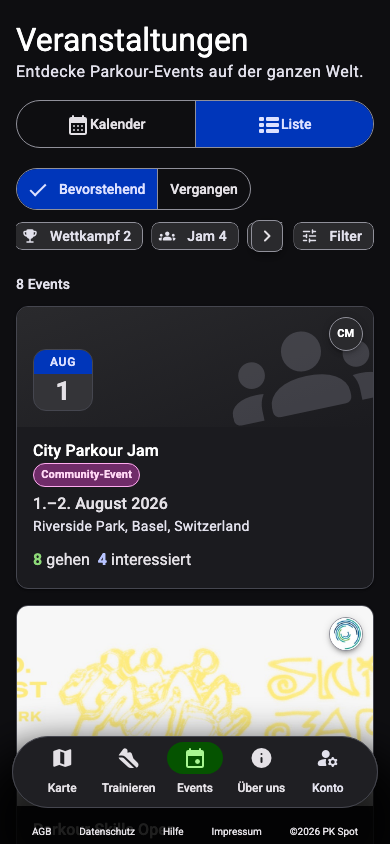 Veranstaltungen
Entdecke Parkour-Events auf der ganzen Welt.
Kalender
Liste
Bevorstehend
Vergangen
Wettkampf 2
Jam 4
Filter
8 Events
CM
AUG
1
City Parkour Jam
Community-Event
1.–2. August 2026
Riverside Park, Basel, Switzerland
8 gehen 4 interessiert
Karte
Trainieren
Events
Über uns
Konto
AGB
Datenschutz
Hilfe
Impressum
©2026 PK Spot